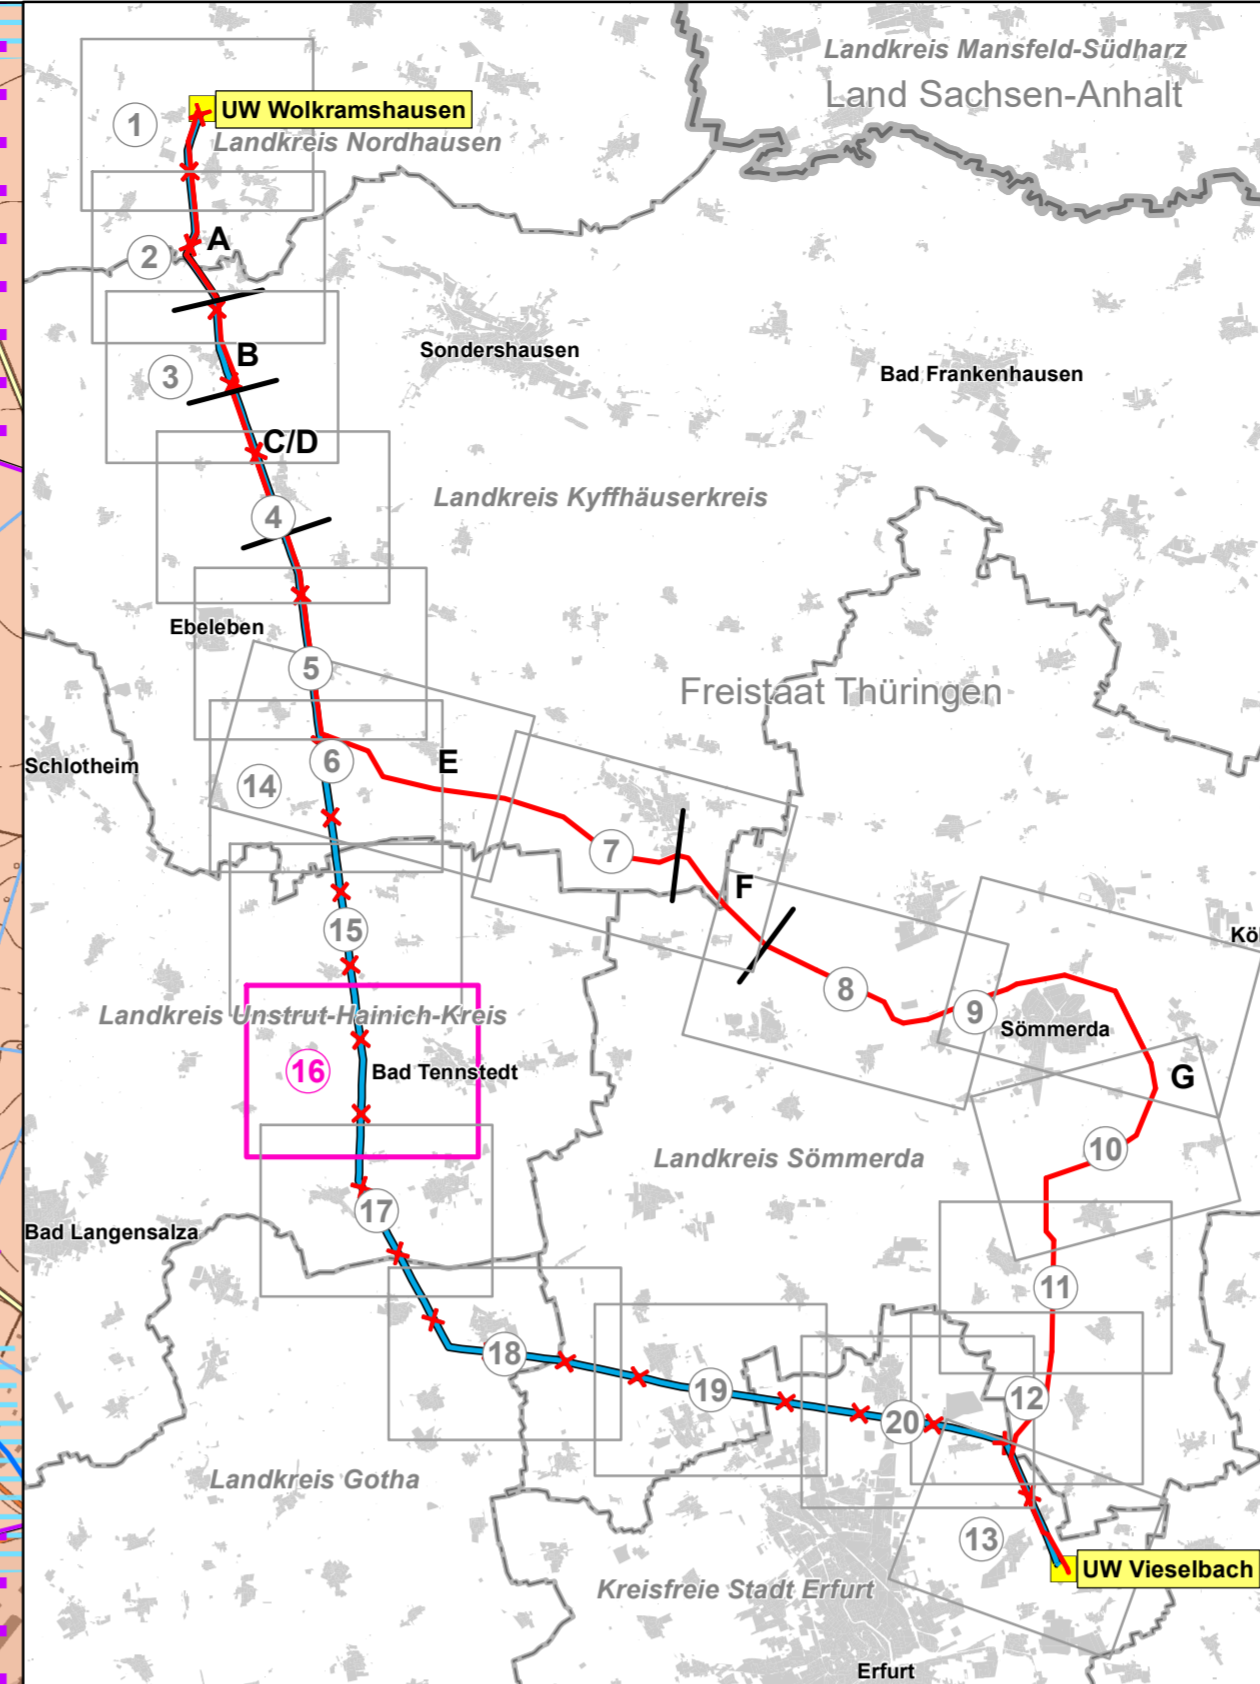 Landkreis Mansfeld-Südharz
Land Sachsen-Anhalt
UW Wolkramshausen
1
Landkreis Nordhausen
A
2
B
3
Sondershausen
Bad Frankenhausen
C/D
Landkreis Kyffhäuserkreis
4
Ebeleben
5
Freistaat Thüringen
Schlotheim
6
E
14
7
F
15
Kö
8
9
Landkreis Unstrut-Hainich-Kreis
Sömmerda
16
Bad Tennstedt
G
10
Landkreis Sömmerda
17
Bad Langensalza
11
18
19
12
20
Landkreis Gotha
13
UW Vieselbach
Kreisfreie Stadt Erfurt
Erfurt